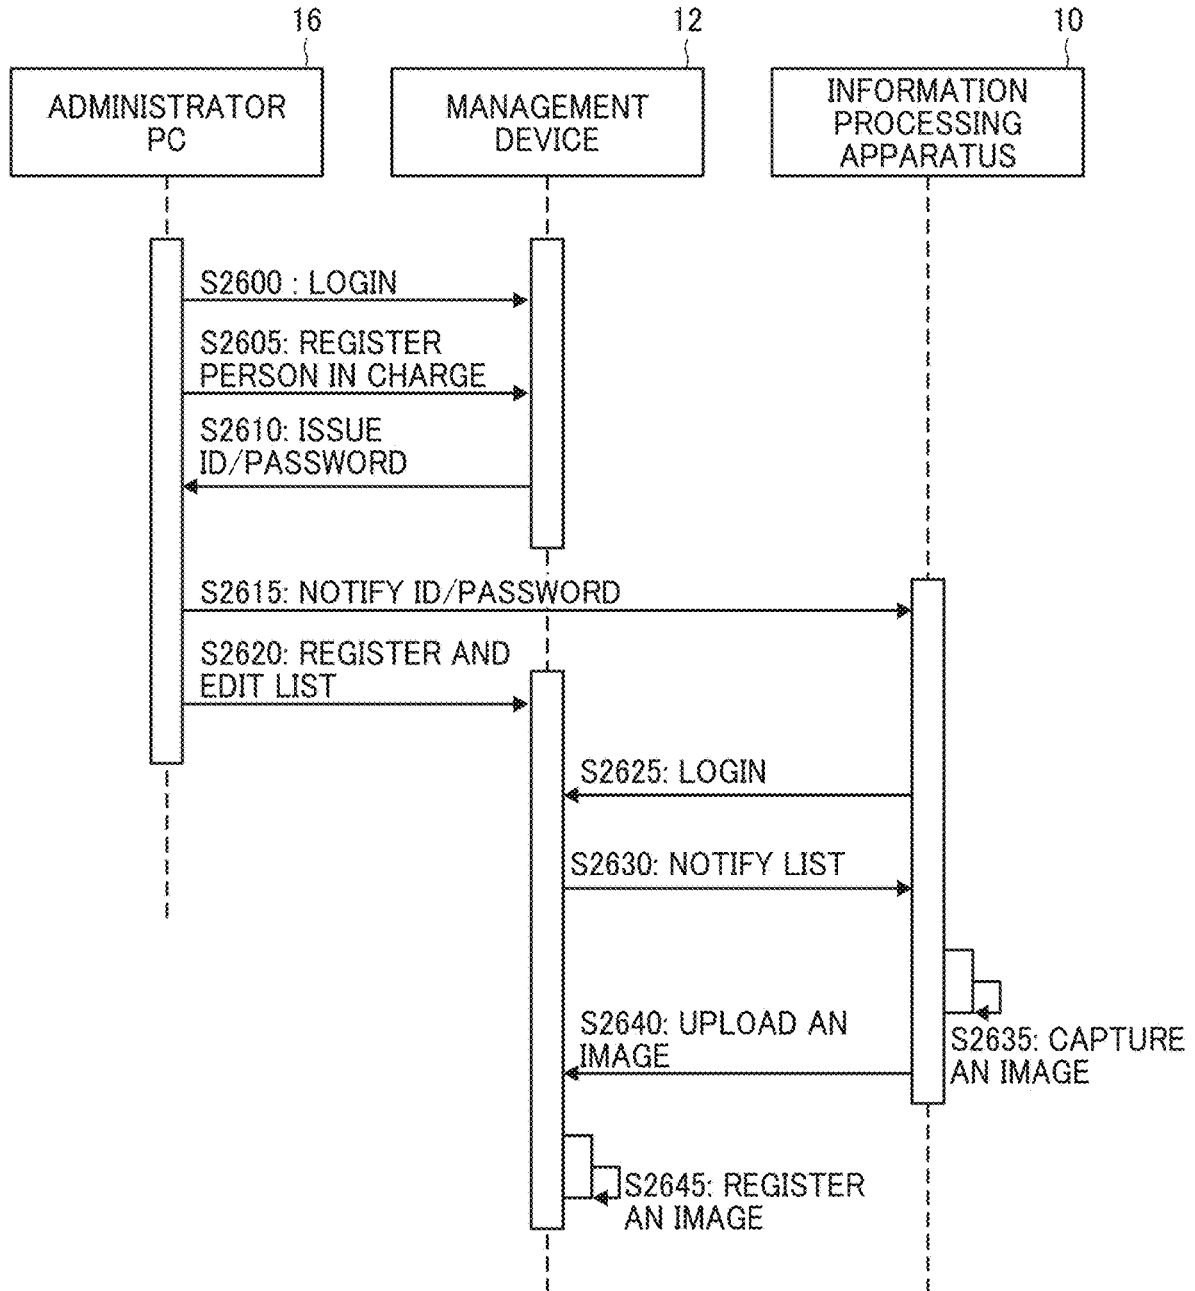 16
12
10
ADMINISTRATOR
PC
MANAGEMENT
DEVICE
INFORMATION
PROCESSING
APPARATUS
S2600 : LOGIN
S2605: REGISTER
PERSON IN CHARGE
S2610: ISSUE
ID/PASSWORD
S2615: NOTIFY ID/PASSWORD
S2620: REGISTER AND
EDIT LIST
S2625: LOGIN
S2630: NOTIFY LIST
S2635: CAPTURE
AN IMAGE
S2640: UPLOAD AN
IMAGE
S2645: REGISTER
AN IMAGE